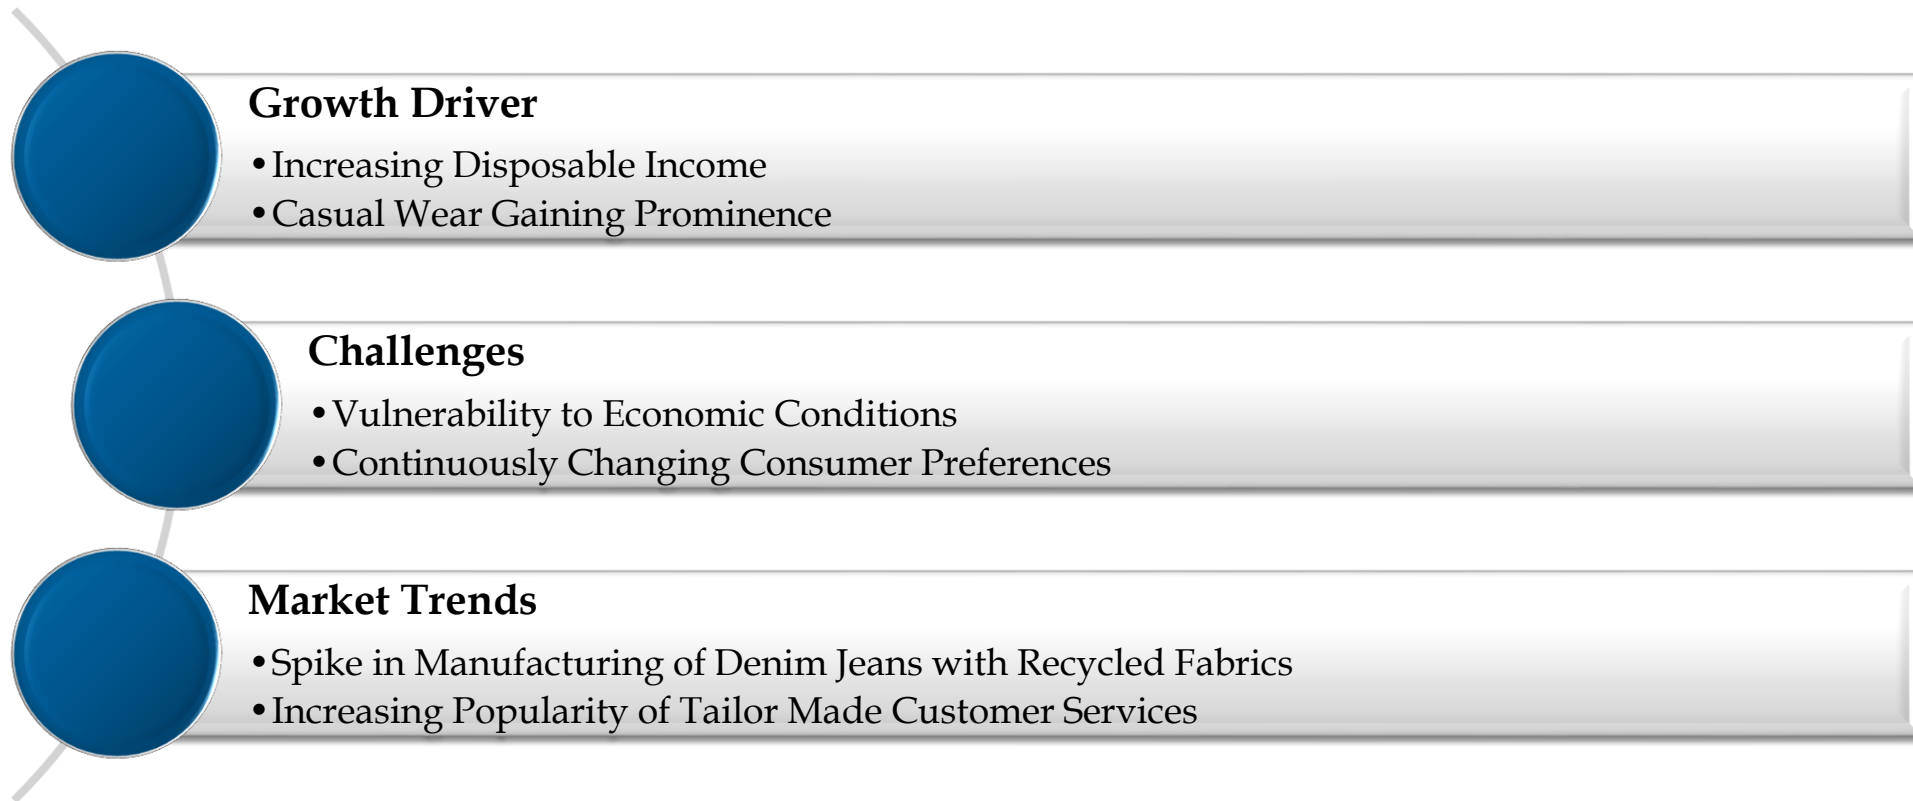 Growth Driver
•Increasing Disposable Income
•Casual Wear Gaining Prominence
Challenges
•Vulnerability to Economic Conditions
•Continuously Changing Consumer Preferences
Market Trends
•Spike in Manufacturing of Denim Jeans with Recycled Fabrics
•Increasing Popularity of Tailor Made Customer Services